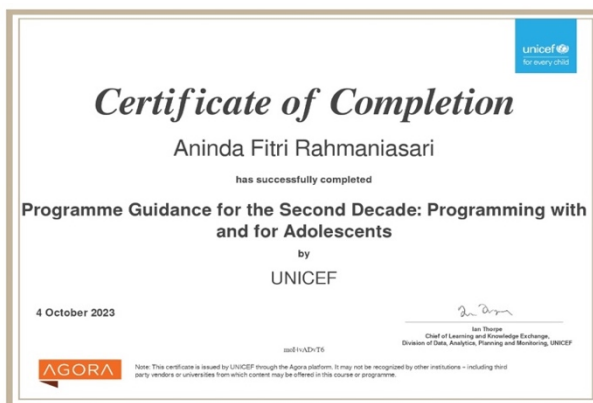 unicef
for every child
Certificate of Completion
Aninda Fitri Rahmaniasari
has successfully completed
Programme Guidance for the Second Decade: Programming with
and for Adolescents
by
UNICEF
4 October 2023
Ian Thorpe
Chief of Learning and Knowledge Exchange,
Division of Data, Analytics, Planning and Monitoring, UNICEF
AGORA
Note: This certificate is issued by UNICEF through the Agora platform. It may not be recognized by other institutions – including third
party vendors or universities from which content may be offered in this course or programme.